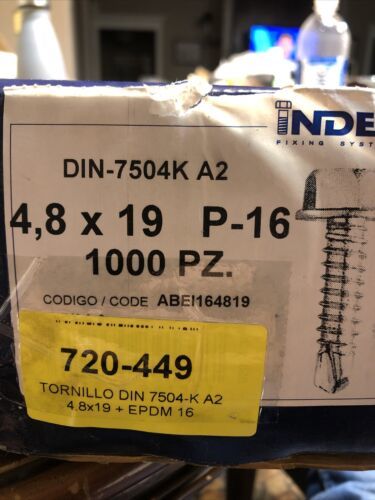 INDE
FIXING SYST
DIN-7504K A2
4,8 x 19 P-16
1000 PZ.
CODIGO / CODE ABEI164819
720-449
TORNILLO DIN 7504-K A2
4.8x19 + EPDM 16